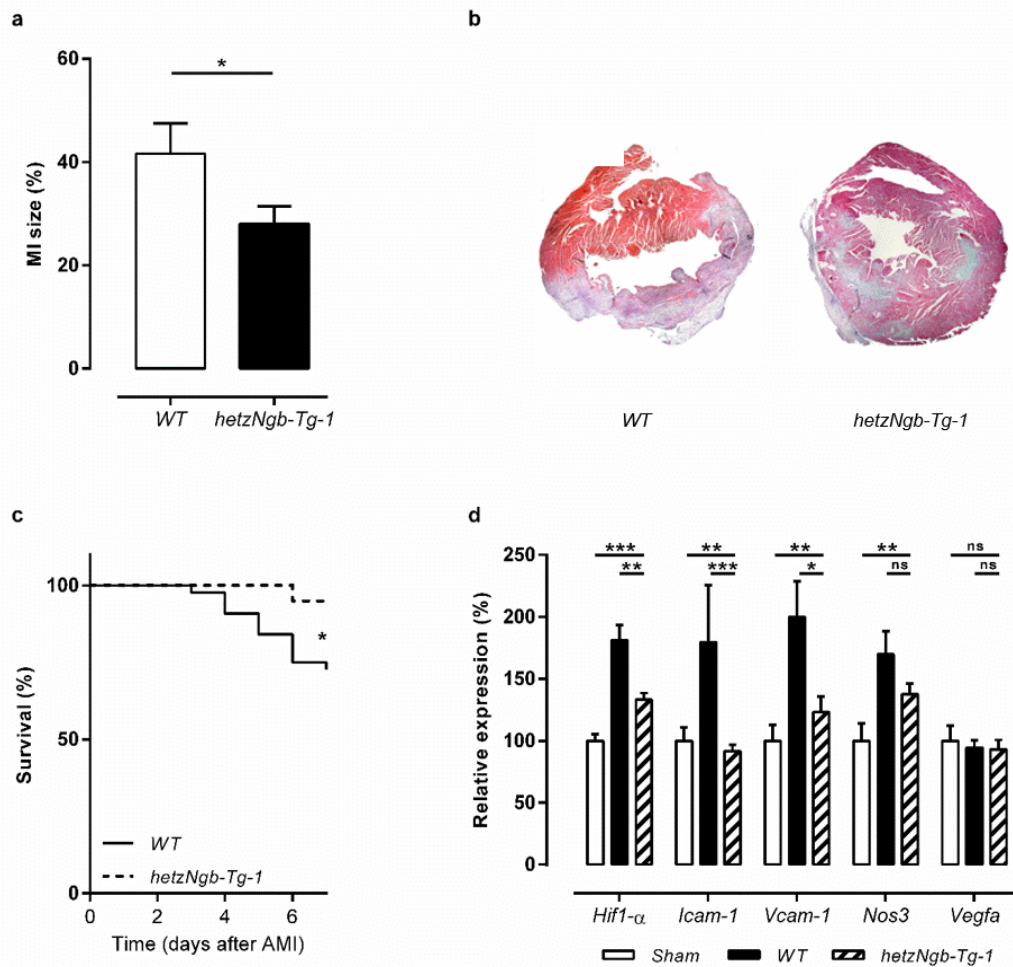 a
60
40
20
0
MI size (%)
*
WT hetzNgb-Tg-1
b
WT hetzNgb-Tg-1
c
100
50
0
Survival (%)
*
WT
hetzNgb-Tg-1
0 2 4 6
Time (days after AMI)
d
250
200
150
100
50
0
Relative expression (%)
*** ** ** ** ns
** *** * ns ns
Hif1-α Icam-1 Vcam-1 Nos3 Vegfa
Sham WT hetzNgb-Tg-1